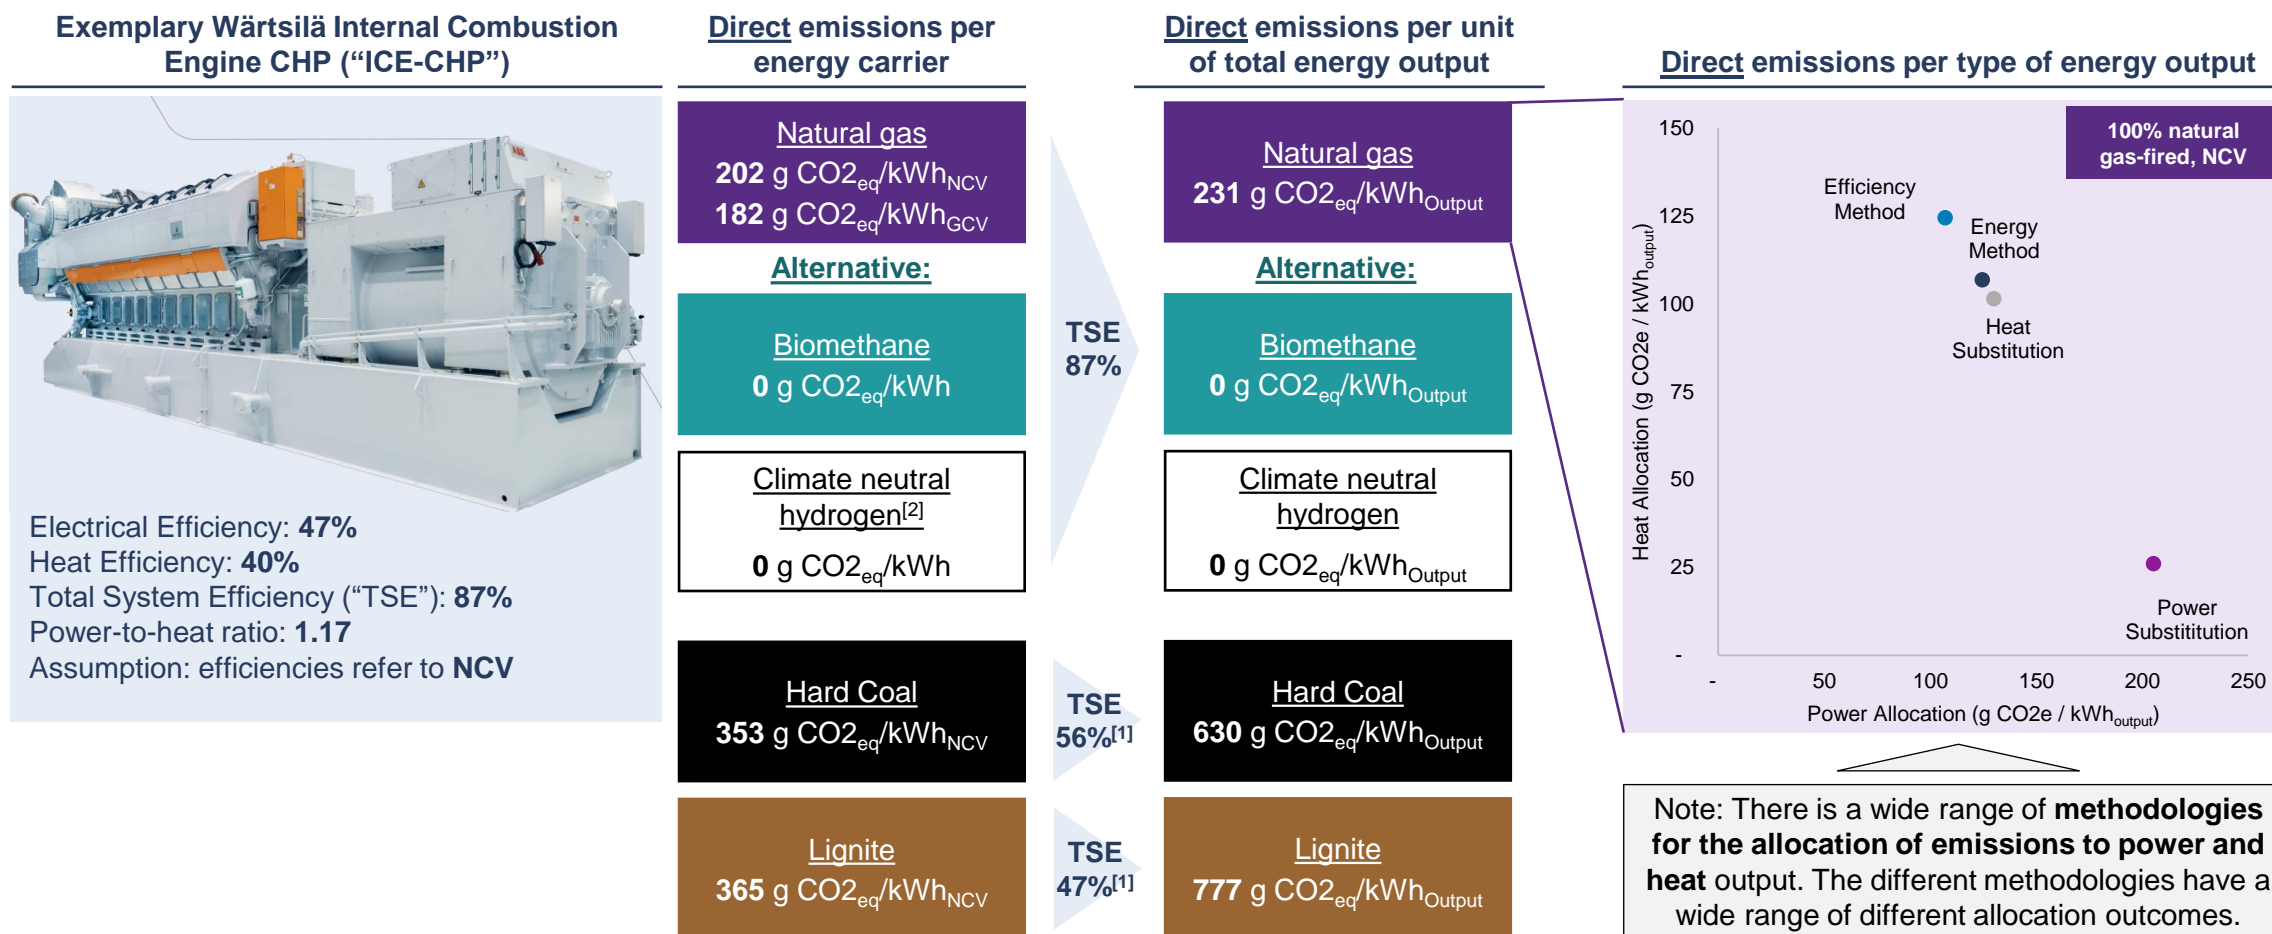 Exemplary Wärtsilä Internal Combustion
Engine CHP (“ICE-CHP”)
ABB
Electrical Efficiency: 47%
Heat Efficiency: 40%
Total System Efficiency (“TSE”): 87%
Power-to-heat ratio: 1.17
Assumption: efficiencies refer to NCV
Direct emissions per
energy carrier
Natural gas
202 g CO2eq/kWhNCV
182 g CO2eq/kWhGCV
Alternative:
Biomethane
0 g CO2eq/kWh
Climate neutral
hydrogen[2]
0 g CO2eq/kWh
Hard Coal
353 g CO2eq/kWhNCV
Lignite
365 g CO2eq/kWhNCV
TSE
87%
TSE
56%[1]
TSE
47%[1]
Direct emissions per unit
of total energy output
Natural gas
231 g CO2eq/kWhOutput
Alternative:
Biomethane
0 g CO2eq/kWhOutput
Climate neutral
hydrogen
0 g CO2eq/kWhOutput
Hard Coal
630 g CO2eq/kWhOutput
Lignite
777 g CO2eq/kWhOutput
Direct emissions per type of energy output
100% natural
gas-fired, NCV
Heat Allocation (g CO2e / kWhoutput)
150
125
100
75
50
25
-
Efficiency
Method
Energy
Method
Heat
Substitution
Power
Substititution
-
50
100
150
200
250
Power Allocation (g CO2e / kWhoutput)
Note: There is a wide range of methodologies
for the allocation of emissions to power and
heat output. The different methodologies have a
wide range of different allocation outcomes.